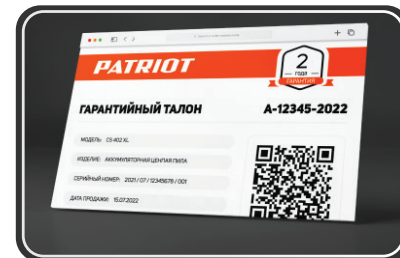 PATRIOT
2
ГОДА
ГАРАНТИЯ
ГАРАНТИЙНЫЙ ТАЛОН
A-12345-2022
МОДЕЛЬ: CS 402 XL
ИЗДЕЛИЕ: АККУМУЛЯТОРНАЯ ЦЕПНАЯ ПИЛА
СЕРИЙНЫЙ НОМЕР: 2021 / 07 / 12345678 / 001
ДАТА ПРОДАЖИ: 15.07.2022